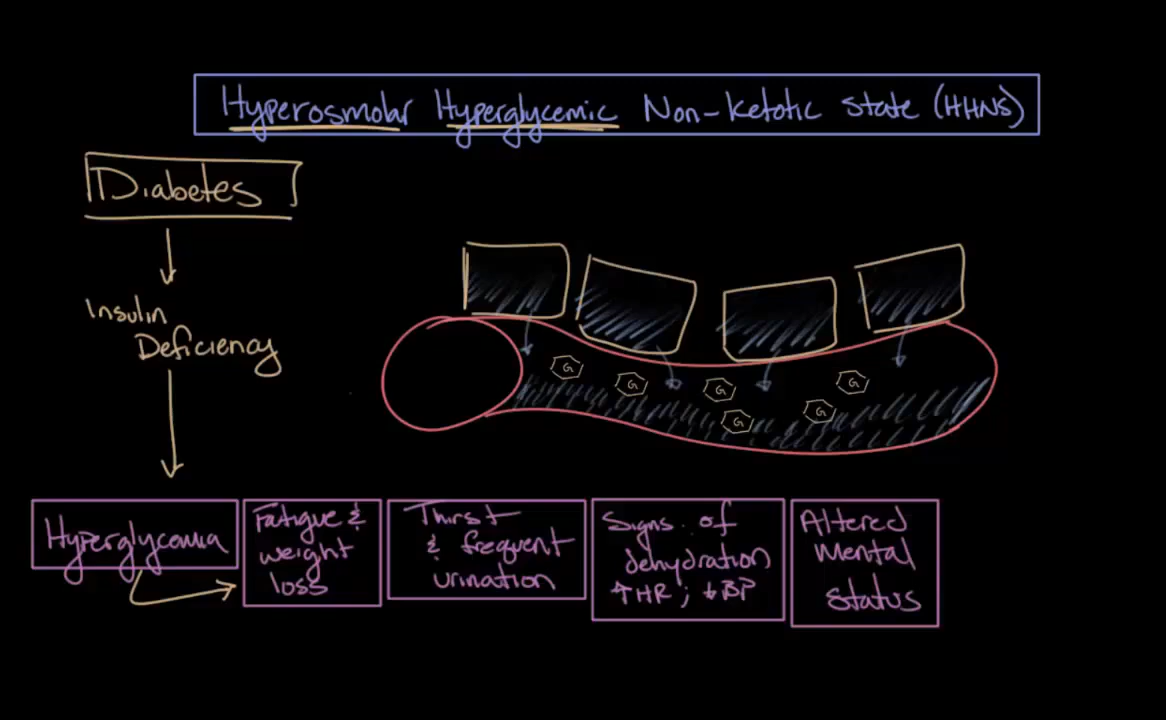 Hyperosmolar Hyperglycemic Non-Ketotic State (HHNS)
Diabetes
Insulin
Deficiency
G
G
G
G
G
G
Hyperglycemia
Fatigue &
weight
loss
Thirst
& frequent
urination
Signs of
dehydration
↑HR; ↓BP
Altered
Mental
Status